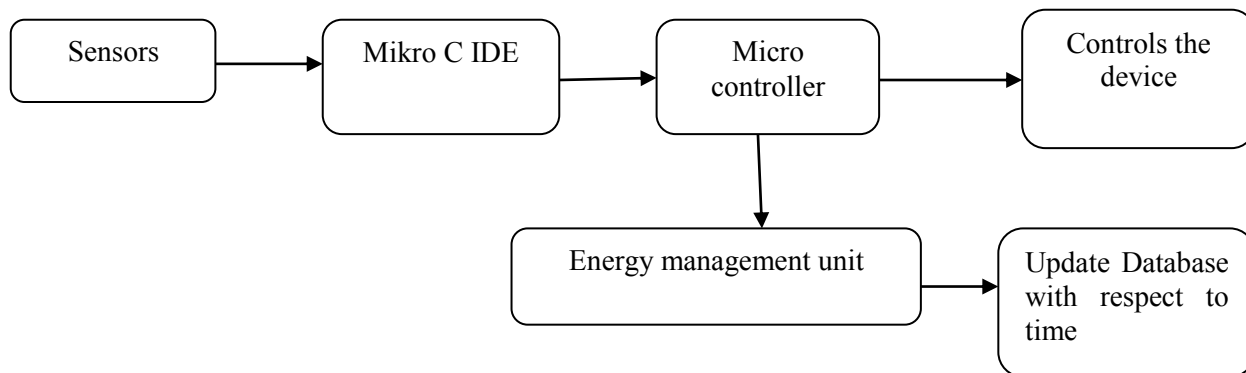 Sensors
Mikro C IDE
Micro
controller
Controls the
device
Energy management unit
Update Database
with respect to
time